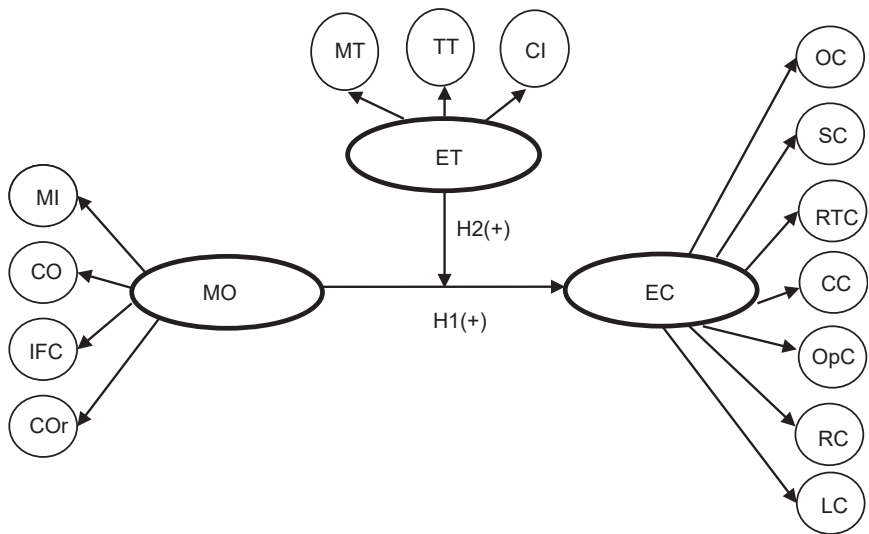 MT
TT
CI
ET
H2(+)
MI
CO
IFC
COr
MO
H1(+)
EC
OC
SC
RTC
CC
OpC
RC
LC